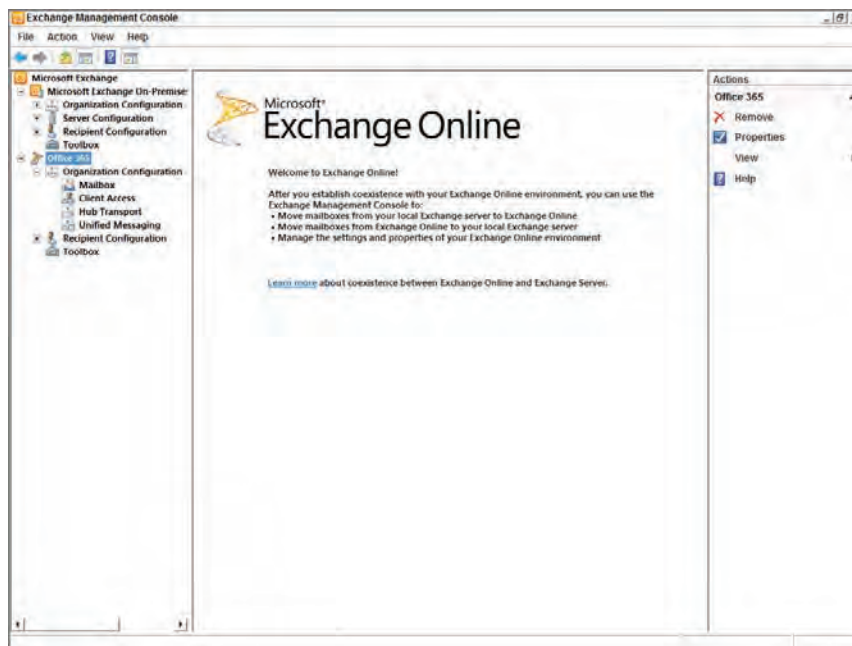 Exchange Management Console
File Action View Help
Microsoft Exchange
Microsoft Exchange On-Premise
Organization Configuration
Server Configuration
Recipient Configuration
Toolbox
Office 365
Organization Configuration
Mailbox
Client Access
Hub Transport
Unified Messaging
Recipient Configuration
Toolbox
Microsoft®
Exchange Online
Welcome to Exchange Online!
After you establish coexistence with your Exchange Online environment, you can use the
Exchange Management Console to:
• Move mailboxes from your local Exchange server to Exchange Online
• Move mailboxes from Exchange Online to your local Exchange server
• Manage the settings and properties of your Exchange Online environment
Learn more about coexistence between Exchange Online and Exchange Server.
Actions
Office 365
Remove
Properties
View
Help